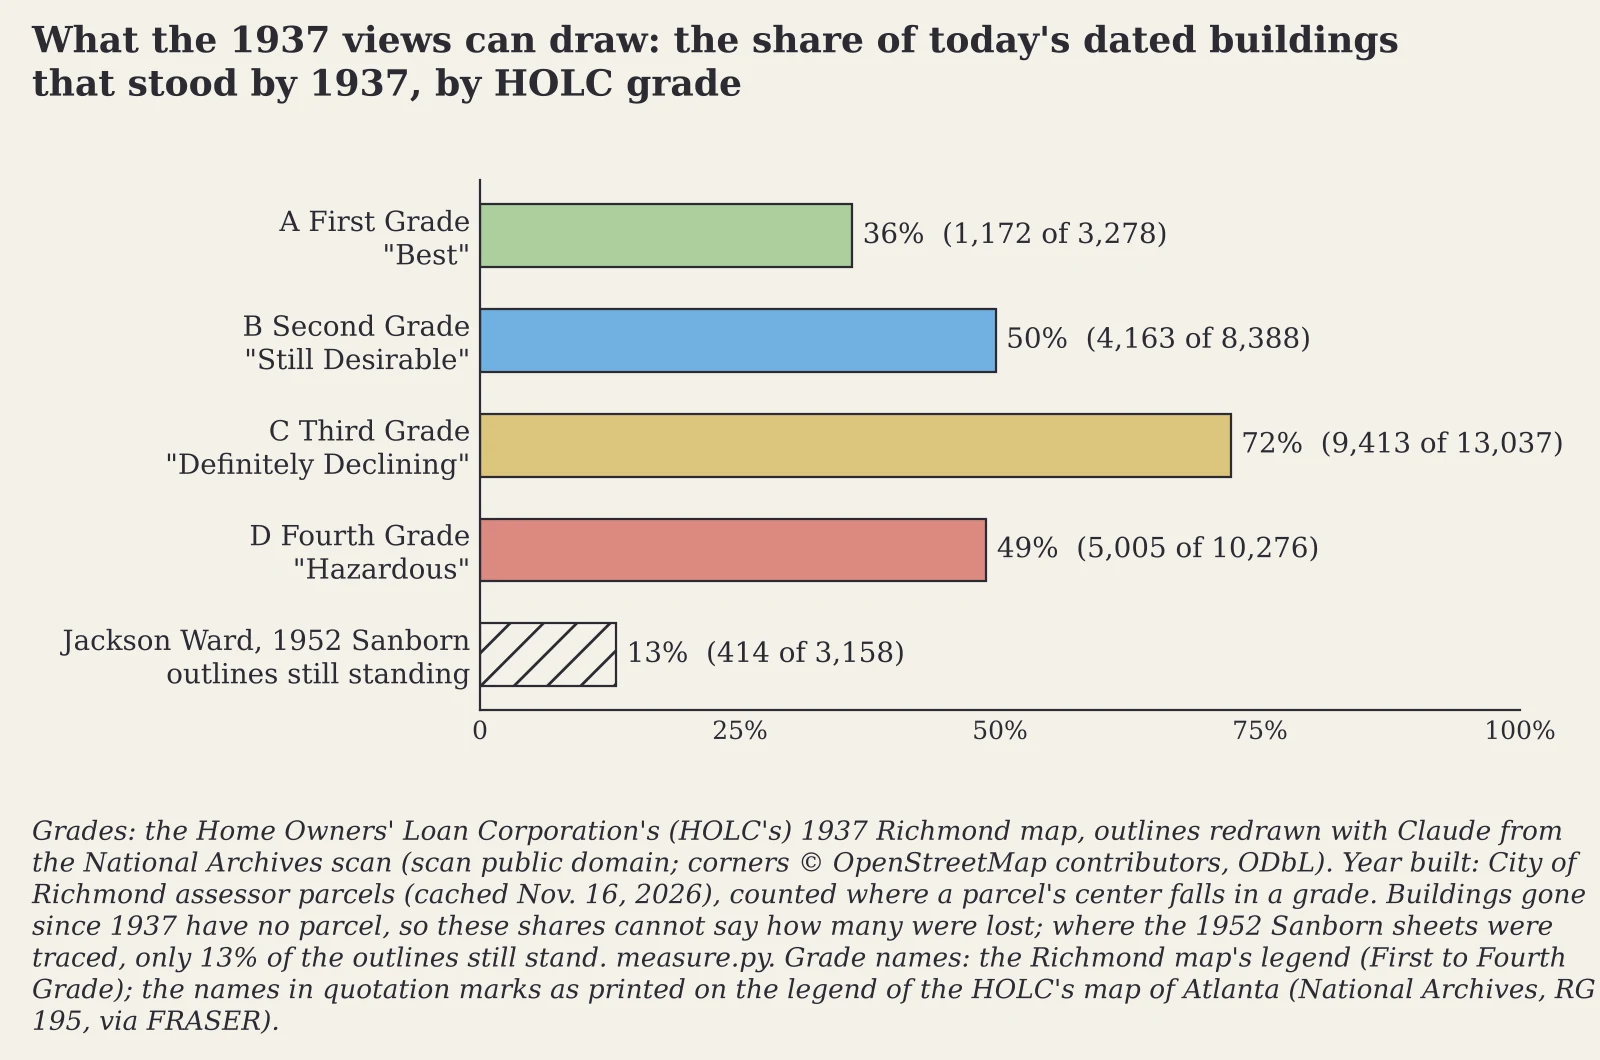 What the 1937 views can draw: the share of today's dated buildings
that stood by 1937, by HOLC grade
A First Grade
"Best"
36%  (1,172 of 3,278)
B Second Grade
"Still Desirable"
50%  (4,163 of 8,388)
C Third Grade
"Definitely Declining"
72%  (9,413 of 13,037)
D Fourth Grade
"Hazardous"
49%  (5,005 of 10,276)
Jackson Ward, 1952 Sanborn
outlines still standing
13%  (414 of 3,158)
0 25% 50% 75% 100%
Grades: the Home Owners' Loan Corporation's (HOLC's) 1937 Richmond map, outlines redrawn with Claude from
the National Archives scan (scan public domain; corners © OpenStreetMap contributors, ODbL). Year built: City of
Richmond assessor parcels (cached Nov. 16, 2026), counted where a parcel's center falls in a grade. Buildings gone
since 1937 have no parcel, so these shares cannot say how many were lost; where the 1952 Sanborn sheets were
traced, only 13% of the outlines still stand. measure.py. Grade names: the Richmond map's legend (First to Fourth
Grade); the names in quotation marks as printed on the legend of the HOLC's map of Atlanta (National Archives, RG
195, via FRASER).